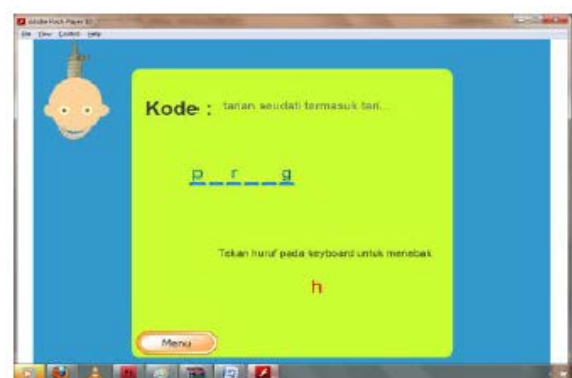 Adobe Flash Player 10
File View Control Help
Kode : tarian seudati termasuk tari...
p _ r _ _ g
Tekan huruf pada keyboard untuk menebak
h
Menu